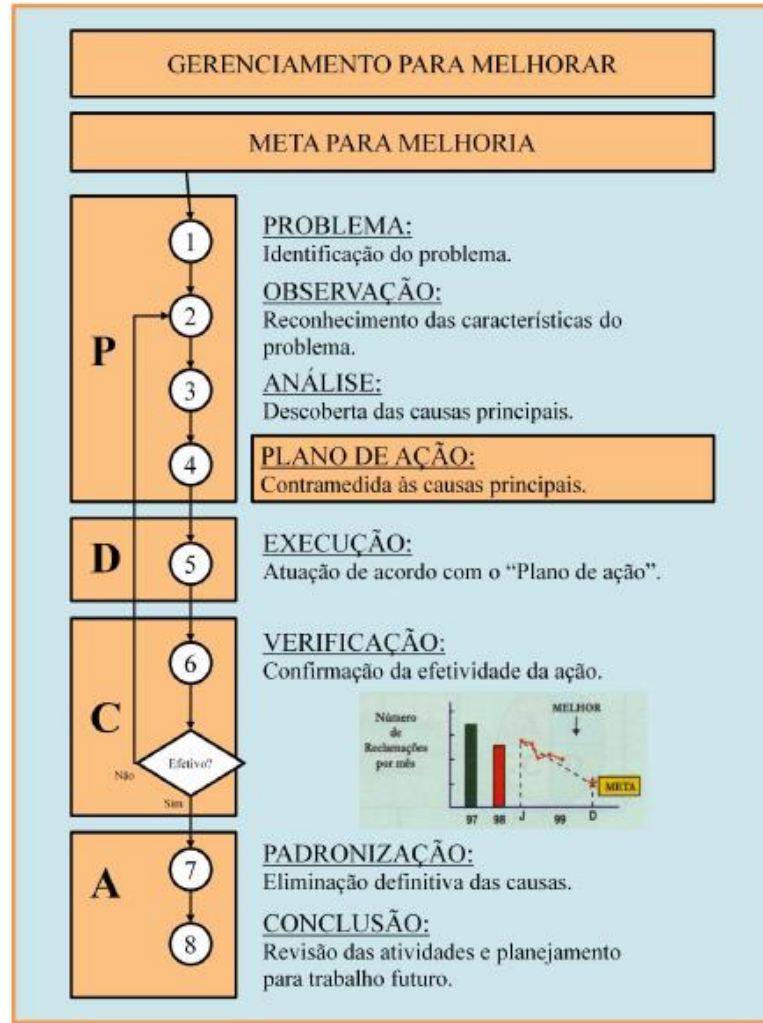 GERENCIAMENTO PARA MELHORAR
META PARA MELHORIA
P
1
PROBLEMA:
Identificação do problema.
2
OBSERVAÇÃO:
Reconhecimento das características do
problema.
3
ANÁLISE:
Descoberta das causas principais.
4
PLANO DE AÇÃO:
Contramedida às causas principais.
D
5
EXECUÇÃO:
Atuação de acordo com o “Plano de ação”.
C
6
VERIFICAÇÃO:
Confirmação da efetividade da ação.
Efetivo?
Não
Sim
Número
de
Reclamações
por mês
MELHOR
META
97 98 J 99 D
A
7
PADRONIZAÇÃO:
Eliminação definitiva das causas.
8
CONCLUSÃO:
Revisão das atividades e planejamento
para trabalho futuro.